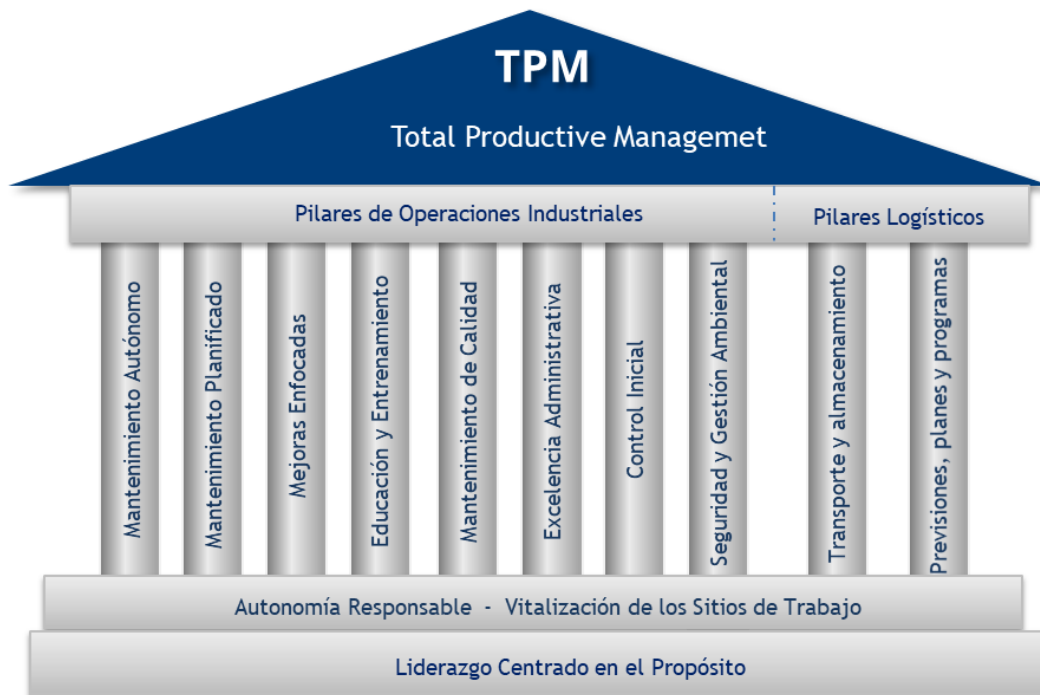 TPM
Total Productive Managemet
Pilares de Operaciones Industriales
Pilares Logísticos
Mantenimiento Autónomo
Mantenimiento Planificado
Mejoras Enfocadas
Educación y Entrenamiento
Mantenimiento de Calidad
Excelencia Administrativa
Control Inicial
Seguridad y Gestión Ambiental
Transporte y almacenamiento
Previsiones, planes y programas
Autonomía Responsable - Vitalización de los Sitios de Trabajo
Liderazgo Centrado en el Propósito